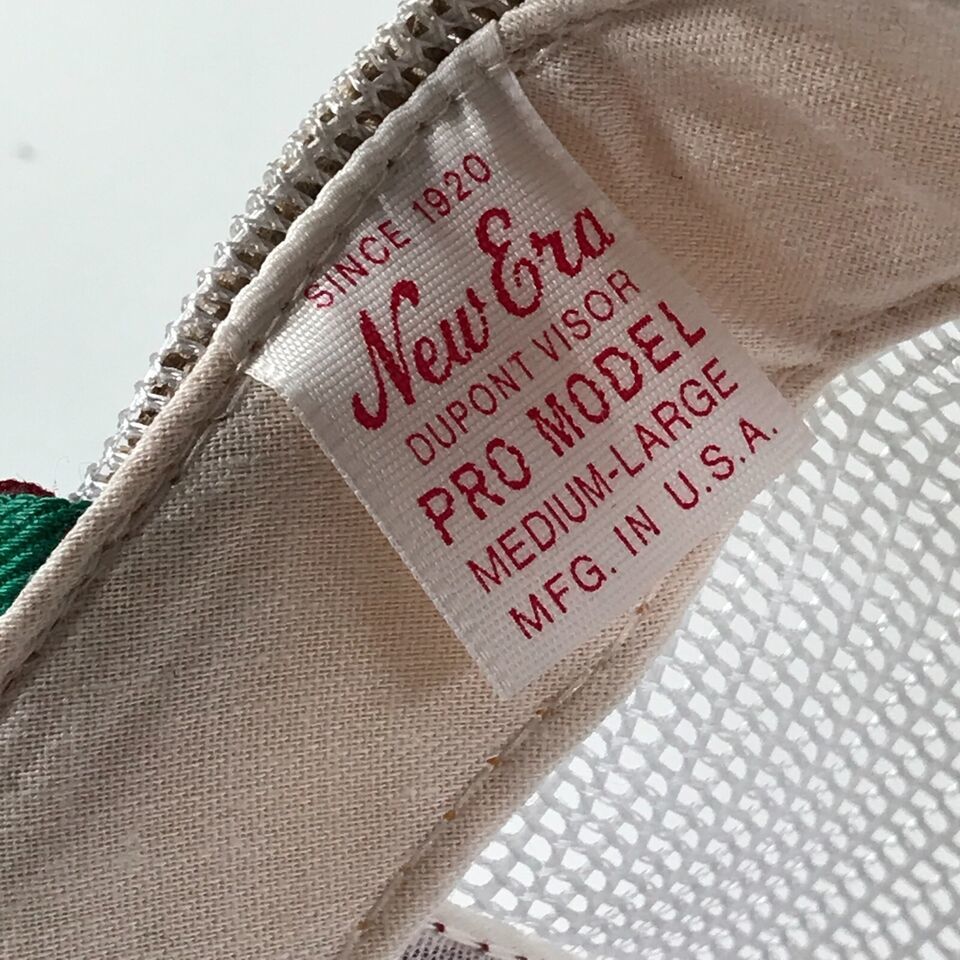 SINCE 1920
New Era
DUPONT VISOR
PRO MODEL
MEDIUM-LARGE
MFG. IN U.S.A.